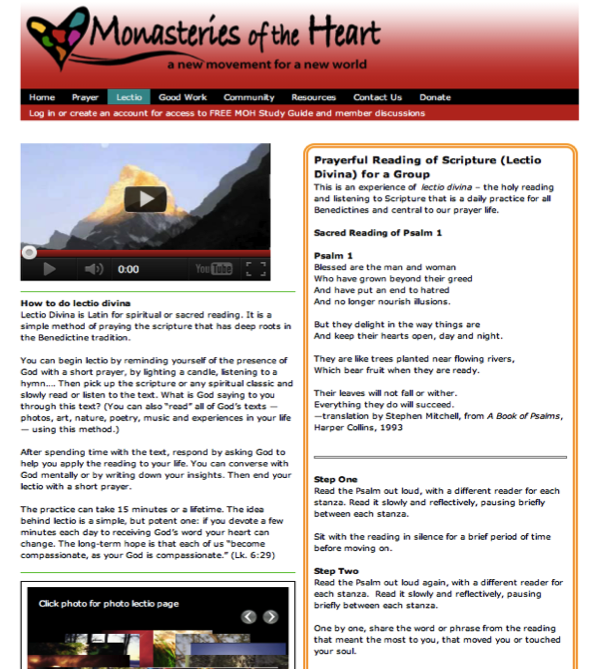 Monasteries of the Heart
a new movement for a new world
Home Prayer Lectio Good Work Community Resources Contact Us Donate
Log in or create an account for access to FREE MOH Study Guide and member discussions
0:00
YouTube
How to do lectio divina
Lectio Divina is Latin for spiritual or sacred reading. It is a
simple method of praying the scripture that has deep roots in
the Benedictine tradition.
You can begin lectio by reminding yourself of the presence of
God with a short prayer, by lighting a candle, listening to a
hymn.... Then pick up the scripture or any spiritual classic and
slowly read or listen to the text. What is God saying to you
through this text? (You can also “read” all of God’s texts —
photos, art, nature, poetry, music and experiences in your life
— using this method.)
After spending time with the text, respond by asking God to
help you apply the reading to your life. You can converse with
God mentally or by writing down your insights. Then end your
lectio with a short prayer.
The practice can take 15 minutes or a lifetime. The idea
behind lectio is a simple, but potent one: if you devote a few
minutes each day to receiving God’s word your heart can
change. The long-term hope is that each of us “become
compassionate, as your God is compassionate.” (Lk. 6:29)
Click photo for photo lectio page
Prayerful Reading of Scripture (Lectio
Divina) for a Group
This is an experience of lectio divina – the holy reading
and listening to Scripture that is a daily practice for all
Benedictines and central to our prayer life.
Sacred Reading of Psalm 1
Psalm 1
Blessed are the man and woman
Who have grown beyond their greed
And have put an end to hatred
And no longer nourish illusions.
But they delight in the way things are
And keep their hearts open, day and night.
They are like trees planted near flowing rivers,
Which bear fruit when they are ready.
Their leaves will not fall or wither.
Everything they do will succeed.
—translation by Stephen Mitchell, from A Book of Psalms,
Harper Collins, 1993
Step One
Read the Psalm out loud, with a different reader for each
stanza. Read it slowly and reflectively, pausing briefly
between each stanza.
Sit with the reading in silence for a brief period of time
before moving on.
Step Two
Read the Psalm out loud again, with a different reader for
each stanza. Read it slowly and reflectively, pausing
briefly between each stanza.
One by one, share the word or phrase from the reading
that meant the most to you, that moved you or touched
your soul.